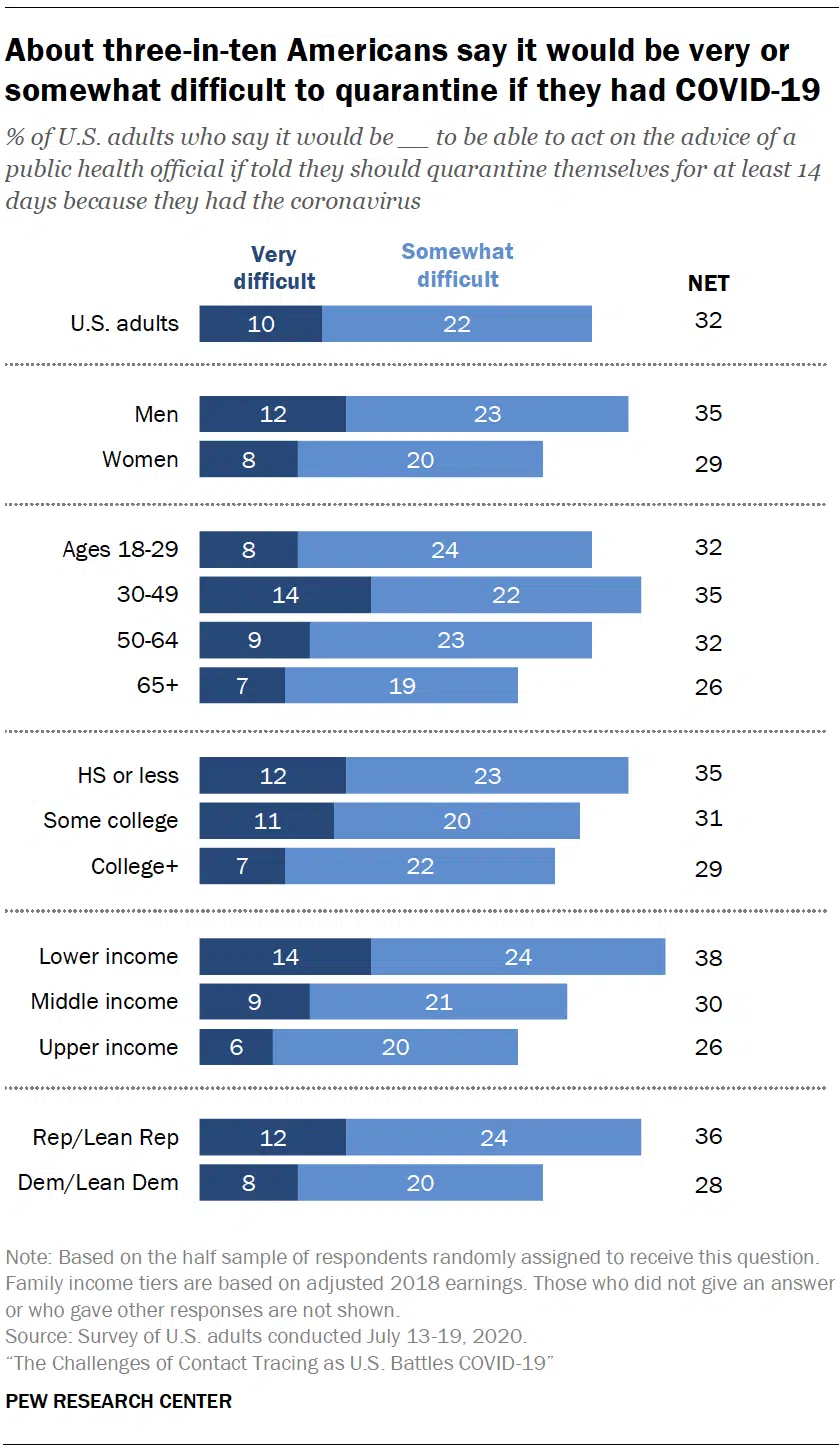 About three-in-ten Americans say it would be very or
somewhat difficult to quarantine if they had COVID-19
% of U.S. adults who say it would be __ to be able to act on the advice of a
public health official if told they should quarantine themselves for at least 14
days because they had the coronavirus
Very difficult Somewhat difficult NET
U.S. adults 10 22 32
Men 12 23 35
Women 8 20 29
Ages 18-29 8 24 32
30-49 14 22 35
50-64 9 23 32
65+ 7 19 26
HS or less 12 23 35
Some college 11 20 31
College+ 7 22 29
Lower income 14 24 38
Middle income 9 21 30
Upper income 6 20 26
Rep/Lean Rep 12 24 36
Dem/Lean Dem 8 20 28
Note: Based on the half sample of respondents randomly assigned to receive this question.
Family income tiers are based on adjusted 2018 earnings. Those who did not give an answer
or who gave other responses are not shown.
Source: Survey of U.S. adults conducted July 13-19, 2020.
“The Challenges of Contact Tracing as U.S. Battles COVID-19”
PEW RESEARCH CENTER